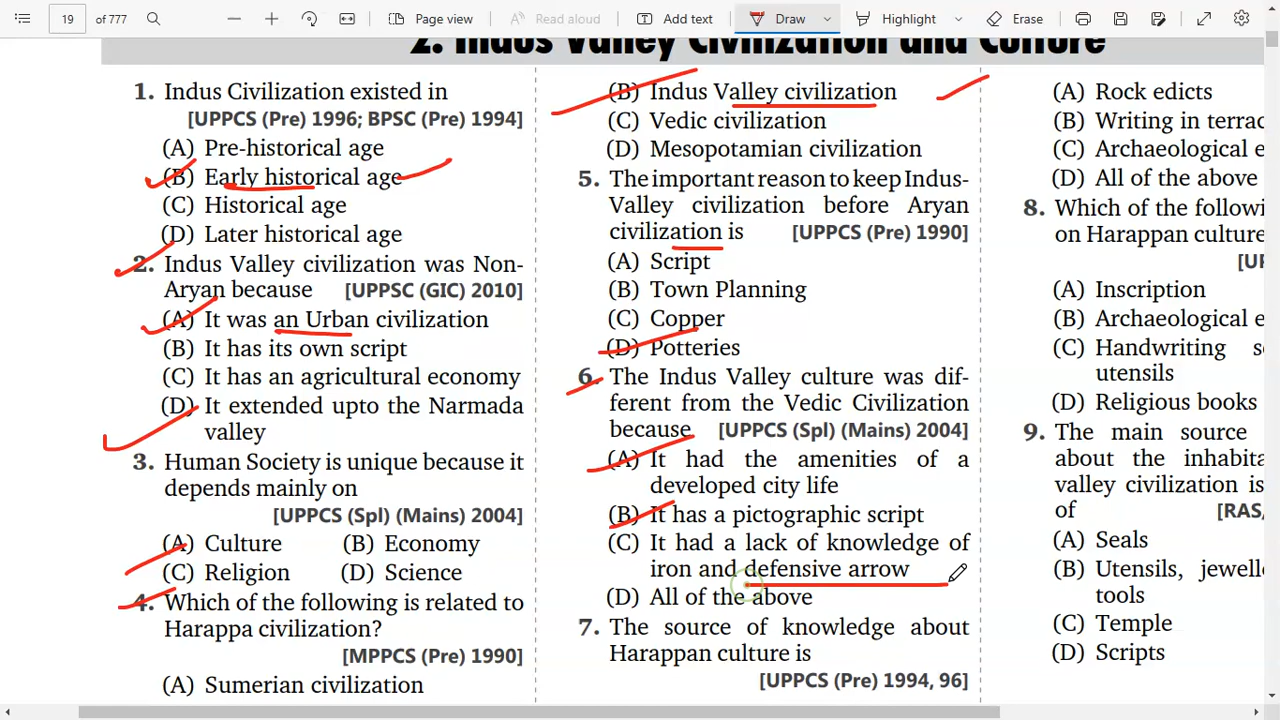 19 of 777
Page view
Read aloud
Add text
Draw
Highlight
Erase
2. Indus Valley Civilization and Culture
1. Indus Civilization existed in
[UPPCS (Pre) 1996; BPSC (Pre) 1994]
(A) Pre-historical age
(B) Early historical age
(C) Historical age
(D) Later historical age
2. Indus Valley civilization was Non-
Aryan because [UPPSC (GIC) 2010]
(A) It was an Urban civilization
(B) It has its own script
(C) It has an agricultural economy
(D) It extended upto the Narmada
valley
3. Human Society is unique because it
depends mainly on
[UPPCS (Spl) (Mains) 2004]
(A) Culture (B) Economy
(C) Religion (D) Science
4. Which of the following is related to
Harappa civilization?
[MPPCS (Pre) 1990]
(A) Sumerian civilization
(B) Indus Valley civilization
(C) Vedic civilization
(D) Mesopotamian civilization
5. The important reason to keep Indus-
Valley civilization before Aryan
civilization is [UPPCS (Pre) 1990]
(A) Script
(B) Town Planning
(C) Copper
(D) Potteries
6. The Indus Valley culture was dif-
ferent from the Vedic Civilization
because [UPPCS (Spl) (Mains) 2004]
(A) It had the amenities of a
developed city life
(B) It has a pictographic script
(C) It had a lack of knowledge of
iron and defensive arrow
(D) All of the above
7. The source of knowledge about
Harappan culture is
[UPPCS (Pre) 1994, 96]
(A) Rock edicts
(B) Writing in terrac
(C) Archaeological e
(D) All of the above
8. Which of the followi
on Harappan culture
[U
(A) Inscription
(B) Archaeological e
(C) Handwriting s
utensils
(D) Religious books
9. The main source
about the inhabita
valley civilization is
of [RAS/
(A) Seals
(B) Utensils, jewell
tools
(C) Temple
(D) Scripts